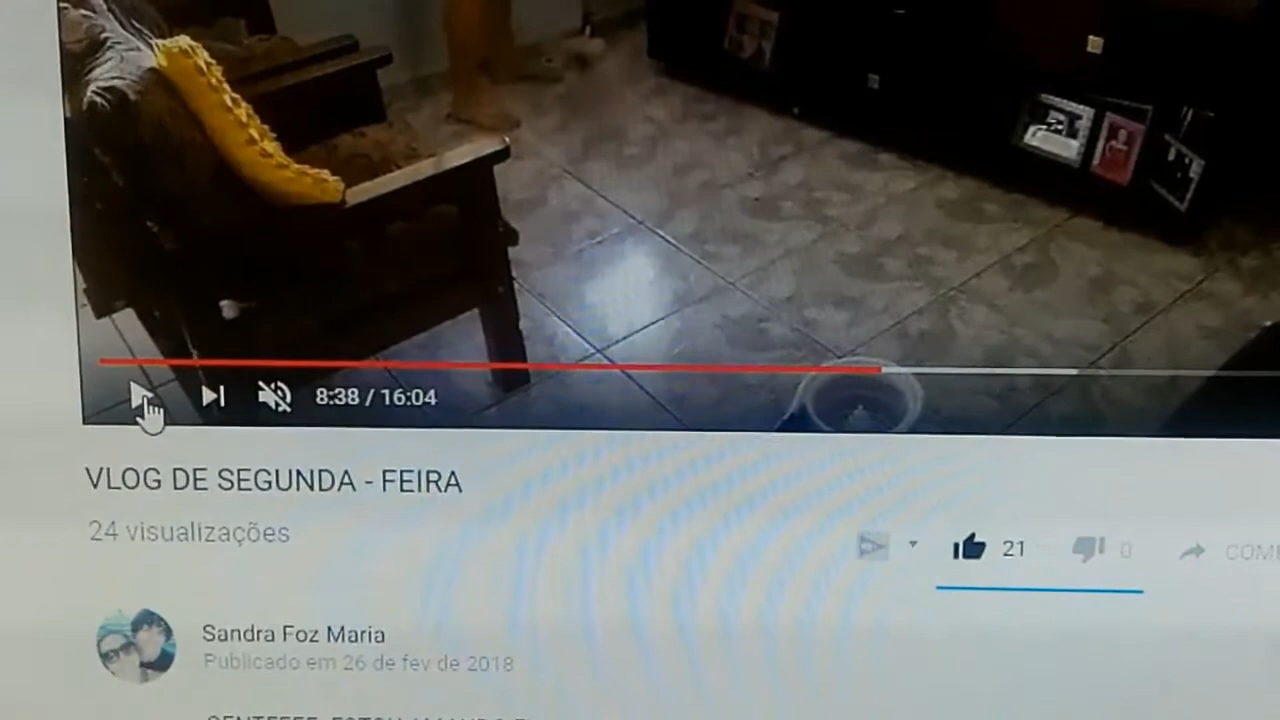 8:38 / 16:04
VLOG DE SEGUNDA - FEIRA
24 visualizações
21
0
Sandra Foz Maria
Publicado em 26 de fev de 2018